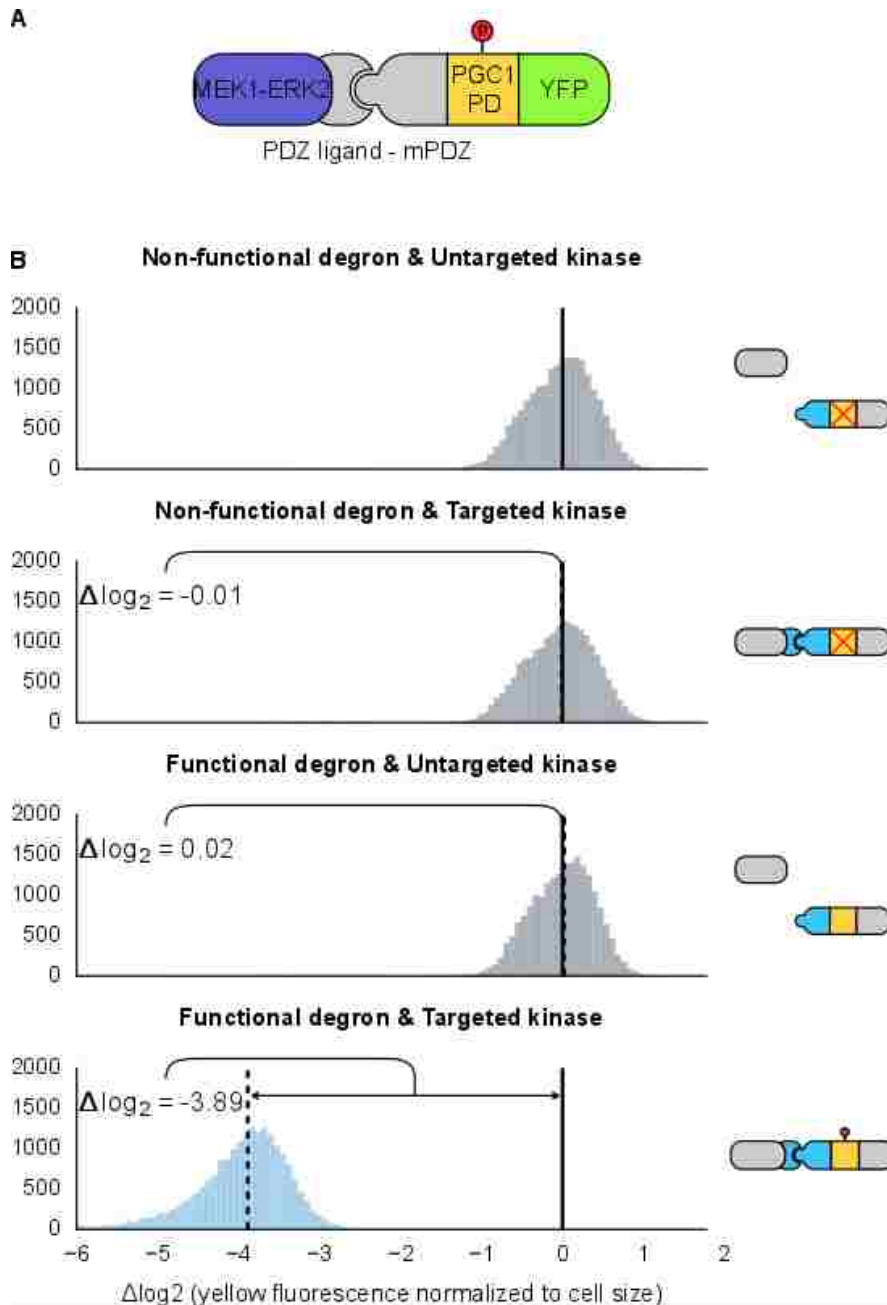 A
P
MEK1-ERK2
PGC1
PD
YFP
PDZ ligand - mPDZ
B
Non-functional degron & Untargeted kinase
2000
1500
1000
500
0
Non-functional degron & Targeted kinase
2000
Δlog2 = -0.01
1500
1000
500
0
Functional degron & Untargeted kinase
2000
Δlog2 = 0.02
1500
1000
500
0
Functional degron & Targeted kinase
2000
Δlog2 = -3.89
1500
1000
500
0
−6 −5 −4 −3 −2 −1 0 1 2
Δlog2 (yellow fluorescence normalized to cell size)